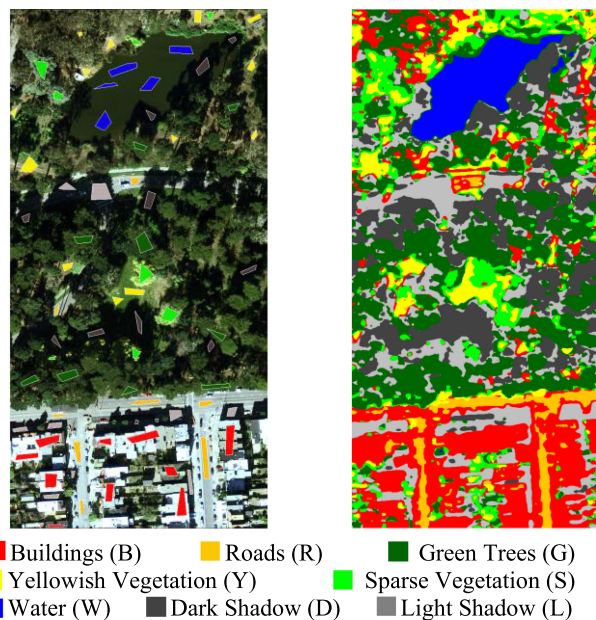 Buildings (B) Roads (R) Green Trees (G)
Yellowish Vegetation (Y) Sparse Vegetation (S)
Water (W) Dark Shadow (D) Light Shadow (L)